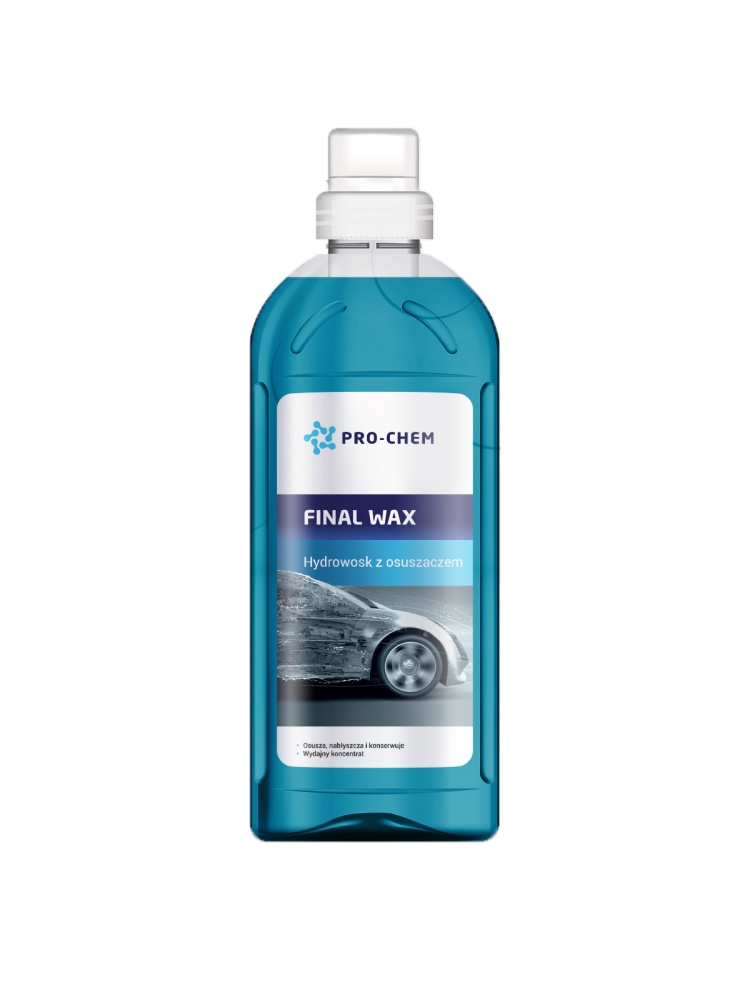 PRO-CHEM
FINAL WAX
Hydrowosk z osuszaczem
Osusza, nabłyszcza i konserwuje
Wydajny koncentrat